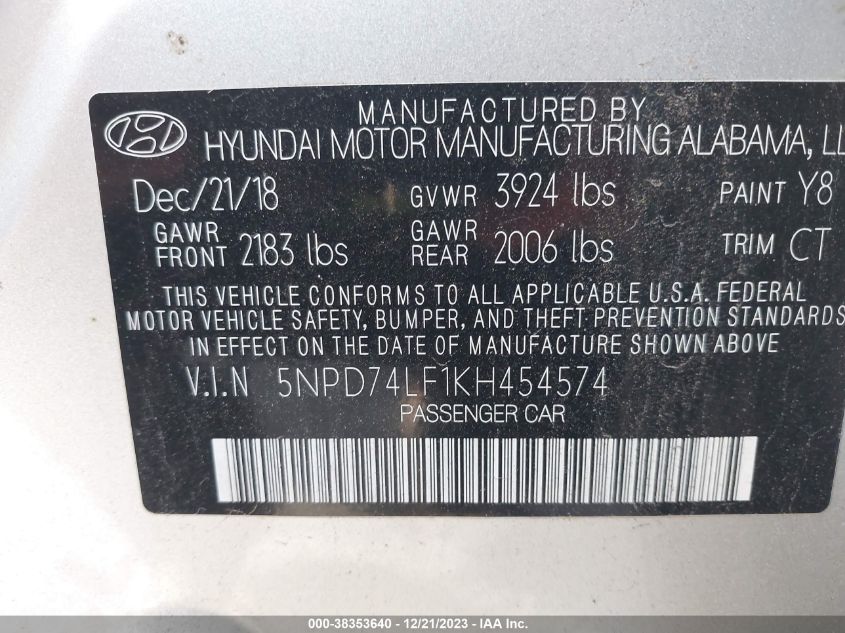 MANUFACTURED BY
HYUNDAI MOTOR MANUFACTURING ALABAMA, LL
Dec/21/18 GVWR 3924 lbs PAINT Y8
GAWR FRONT 2183 lbs GAWR REAR 2006 lbs TRIM CT
THIS VEHICLE CONFORMS TO ALL APPLICABLE U.S.A. FEDERAL
MOTOR VEHICLE SAFETY, BUMPER, AND THEFT PREVENTION STANDARDS
IN EFFECT ON THE DATE OF MANUFACTURE SHOWN ABOVE
V.I.N 5NPD74LF1KH454574
PASSENGER CAR
000-38353640 - 12/21/2023 - IAA Inc.